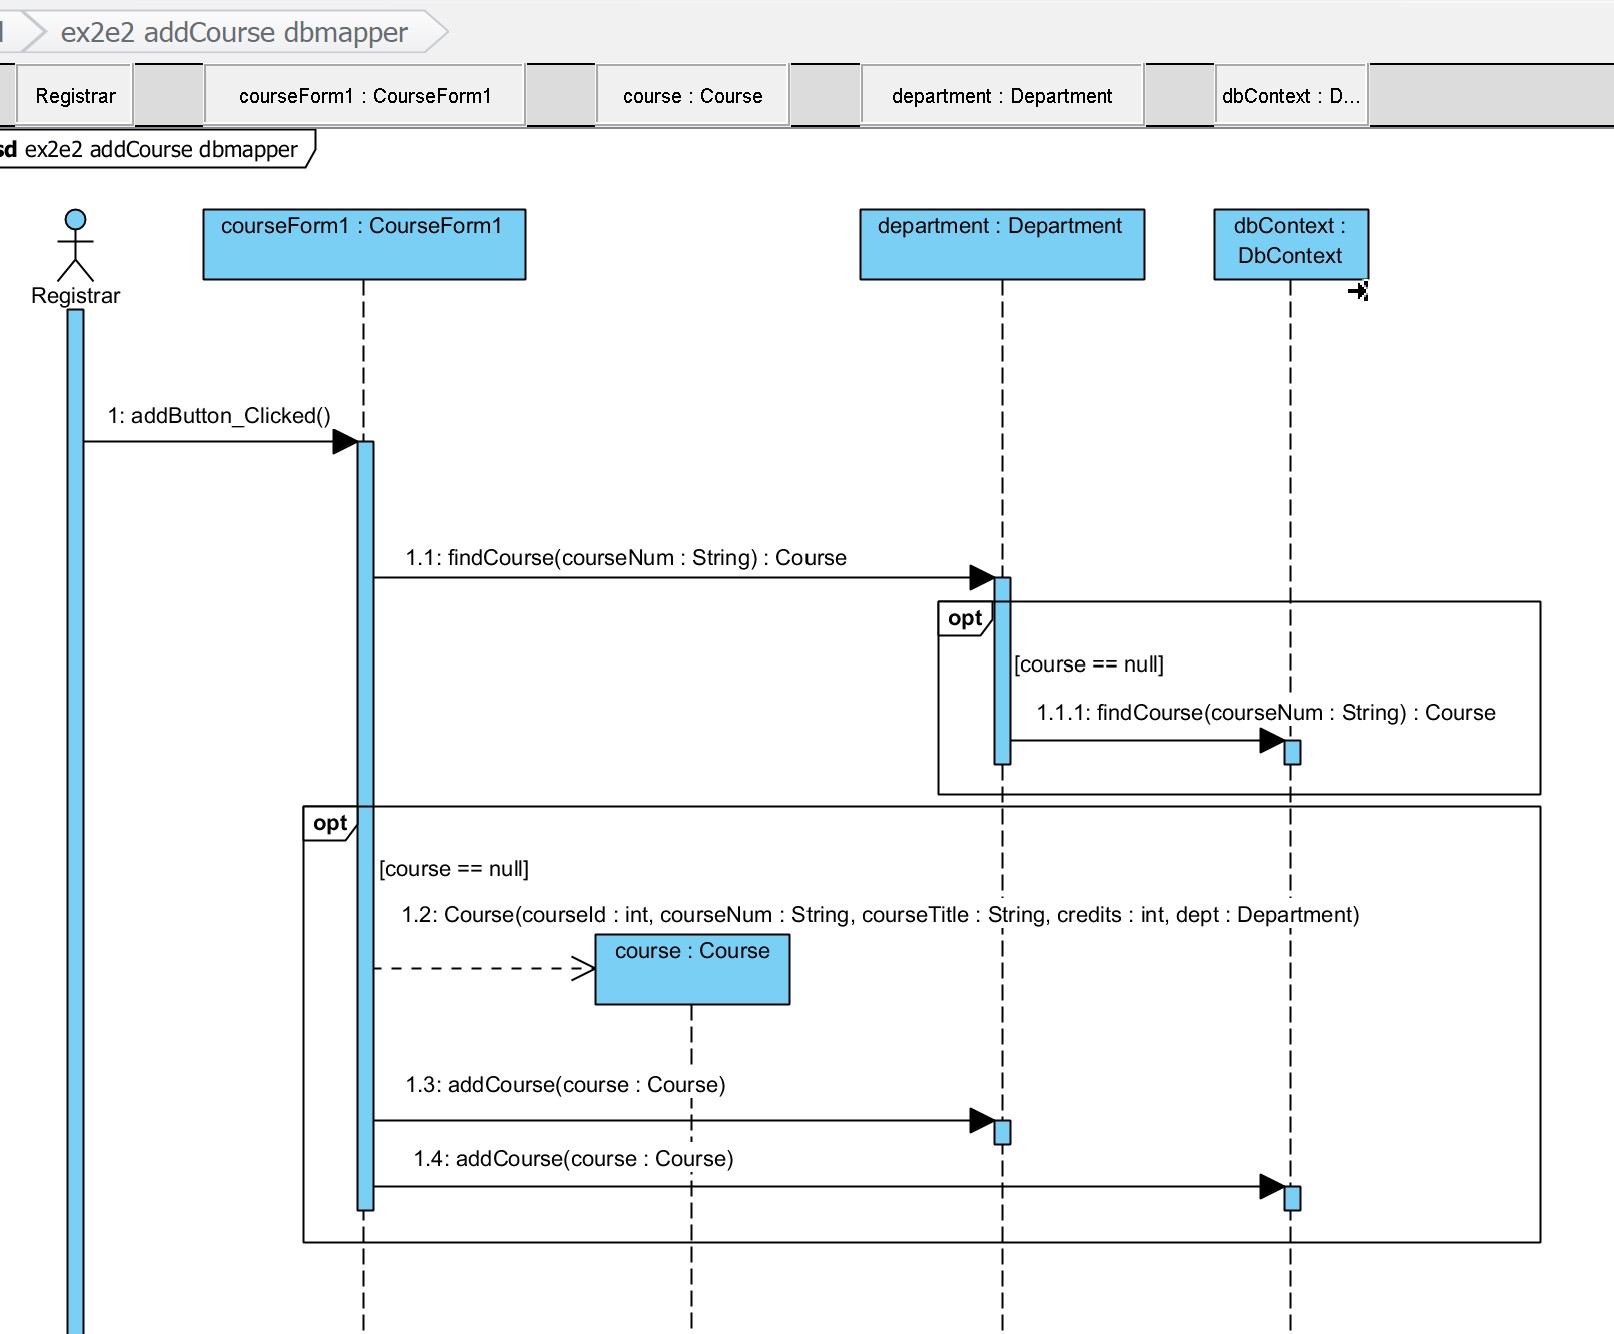 ex2e2 addCourse dbmapper
Registrar
courseForm1 : CourseForm1
course : Course
department : Department
dbContext : D...
sd ex2e2 addCourse dbmapper
courseForm1 : CourseForm1
department : Department
dbContext :
DbContext
Registrar
1: addButton_Clicked()
1.1: findCourse(courseNum : String) : Course
opt
[course == null]
1.1.1: findCourse(courseNum : String) : Course
opt
[course == null]
1.2: Course(courseId : int, courseNum : String, courseTitle : String, credits : int, dept : Department)
course : Course
1.3: addCourse(course : Course)
1.4: addCourse(course : Course)